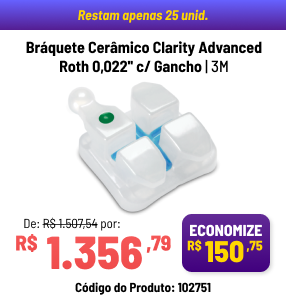 Restam apenas 25 unid.
Bráquete Cerâmico Clarity Advanced
Roth 0,022" c/ Gancho | 3M
De: R$ 1.507,54 por:
R$ 1.356,79
ECONOMIZE
R$ 150,75
Código do Produto: 102751